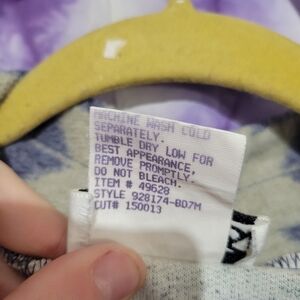 MACHINE WASH COLD
SEPARATELY.
TUMBLE DRY LOW FOR
BEST APPEARANCE,
REMOVE PROMPTLY.
DO NOT BLEACH.
ITEM # 49628
STYLE 928174-BD7M
CUT# 150013